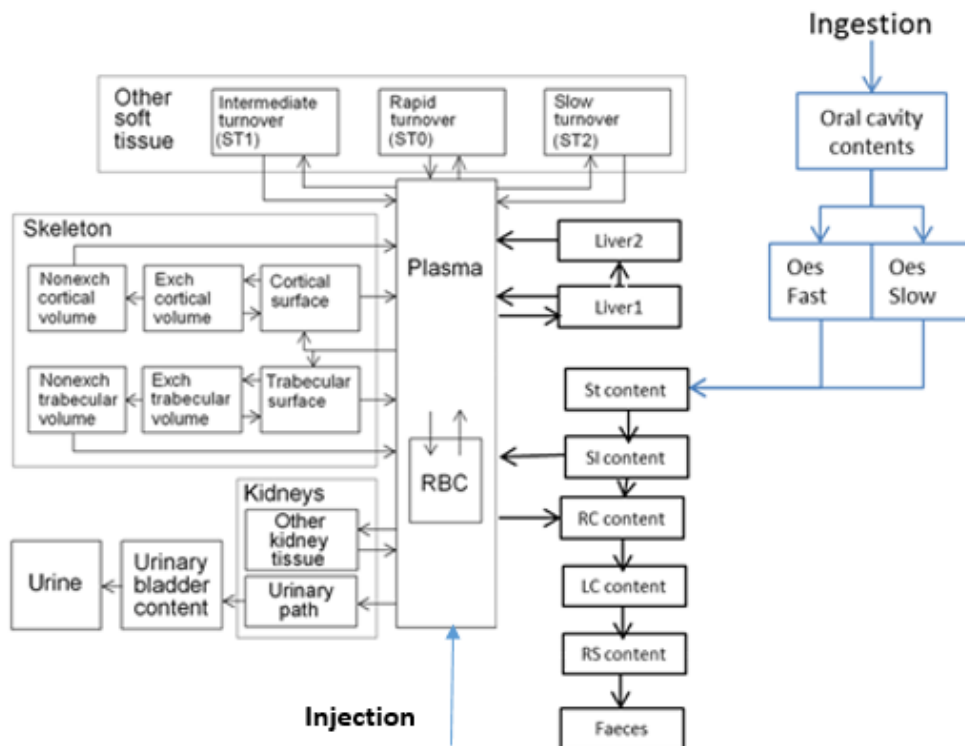 Ingestion
Other
soft
tissue
Intermediate
turnover
(ST1)
Rapid
turnover
(ST0)
Slow
turnover
(ST2)
Oral cavity
contents
Skeleton
Nonexch
cortical
volume
Exch
cortical
volume
Cortical
surface
Plasma
Liver2
Liver1
Oes
Fast
Oes
Slow
Nonexch
trabecular
volume
Exch
trabecular
volume
Trabecular
surface
St content
SI content
RBC
RC content
Kidneys
Other
kidney
tissue
Urine
Urinary
bladder
content
Urinary
path
LC content
RS content
Injection
Faeces